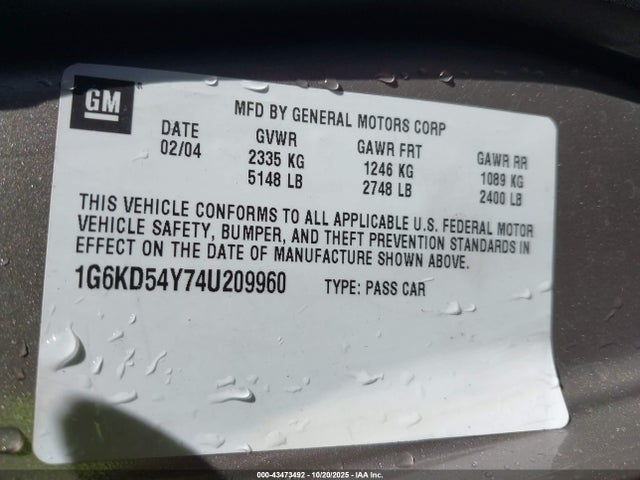 GM
MFD BY GENERAL MOTORS CORP
DATE GVWR GAWR FRT GAWR RR
02/04 2335 KG 1246 KG 1089 KG
5148 LB 2748 LB 2400 LB
THIS VEHICLE CONFORMS TO ALL APPLICABLE U.S. FEDERAL MOTOR
VEHICLE SAFETY, BUMPER, AND THEFT PREVENTION STANDARDS IN
EFFECT ON THE DATE OF MANUFACTURE SHOWN ABOVE.
1G6KD54Y74U209960 TYPE: PASS CAR
000-43473492 - 10/20/2025 - IAA Inc.